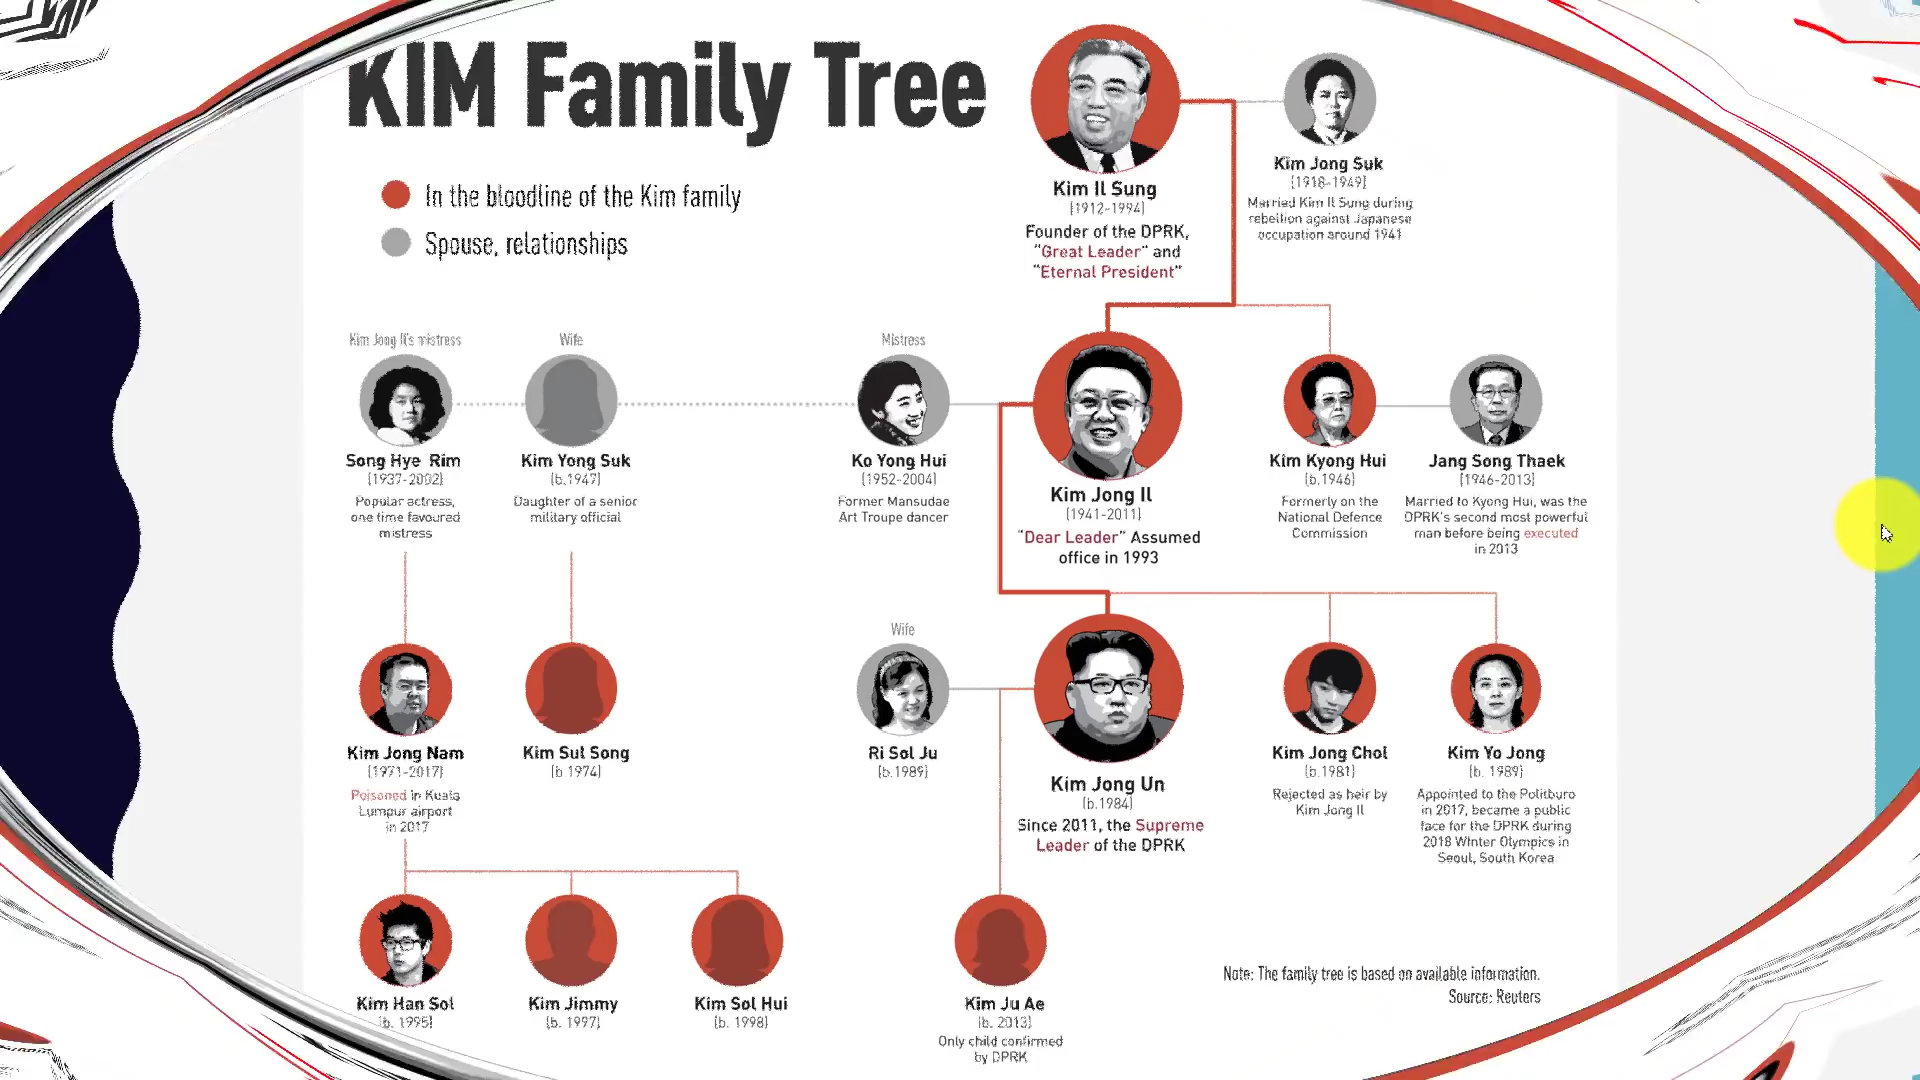 KIM Family Tree
In the bloodline of the Kim family
Spouse, relationships
Kim Il Sung
(1912-1994)
Founder of the DPRK,
"Great Leader" and
"Eternal President"
Kim Jong Suk
(1918-1949)
Married Kim Il Sung during
rebellion against Japanese
occupation around 1941
Kim Jong Il's mistress
Song Hye Rim
(1937-2002)
Popular actress,
one time favoured
mistress
Wife
Kim Yong Suk
(b.1947)
Daughter of a senior
military official
Mistress
Ko Yong Hui
(1952-2004)
Former Mansudae
Art Troupe dancer
Kim Jong Il
(1941-2011)
"Dear Leader" Assumed
office in 1993
Kim Kyong Hui
(b.1946)
Formerly on the
National Defence
Commission
Jang Song Thaek
(1946-2013)
Married to Kyong Hui, was the
DPRK's second most powerful
man before being executed
in 2013
Kim Jong Nam
(1971-2017)
Poisoned in Kuala
Lumpur airport
in 2017
Kim Sul Song
(b 1974)
Wife
Ri Sol Ju
(b.1989)
Kim Jong Un
(b.1984)
Since 2011, the Supreme
Leader of the DPRK
Kim Jong Chol
(b.1981)
Rejected as heir by
Kim Jong Il
Kim Yo Jong
(b. 1989)
Appointed to the Politburo
in 2017, became a public
face for the DPRK during
2018 Winter Olympics in
Seoul, South Korea
Kim Han Sol
(b. 1995)
Kim Jimmy
(b. 1997)
Kim Sol Hui
(b. 1998)
Kim Ju Ae
(b. 2013)
Only child confirmed
by DPRK
Note: The family tree is based on available information.
Source: Reuters